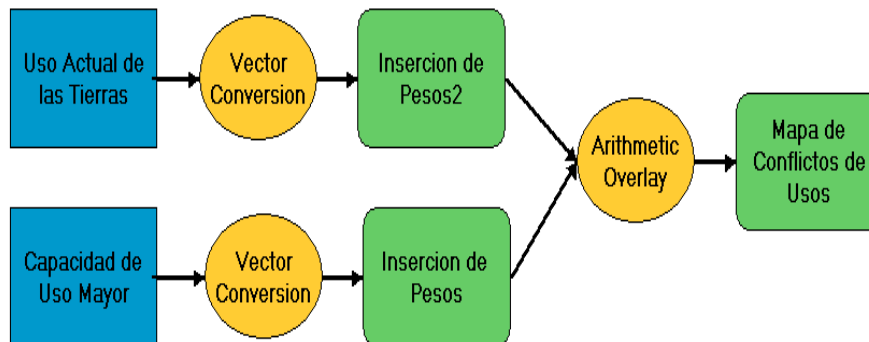 Uso Actual de
las Tierras
Vector
Conversion
Insercion de
Pesos2
Arithmetic
Overlay
Mapa de
Conflictos de
Usos
Capacidad de
Uso Mayor
Vector
Conversion
Insercion de
Pesos